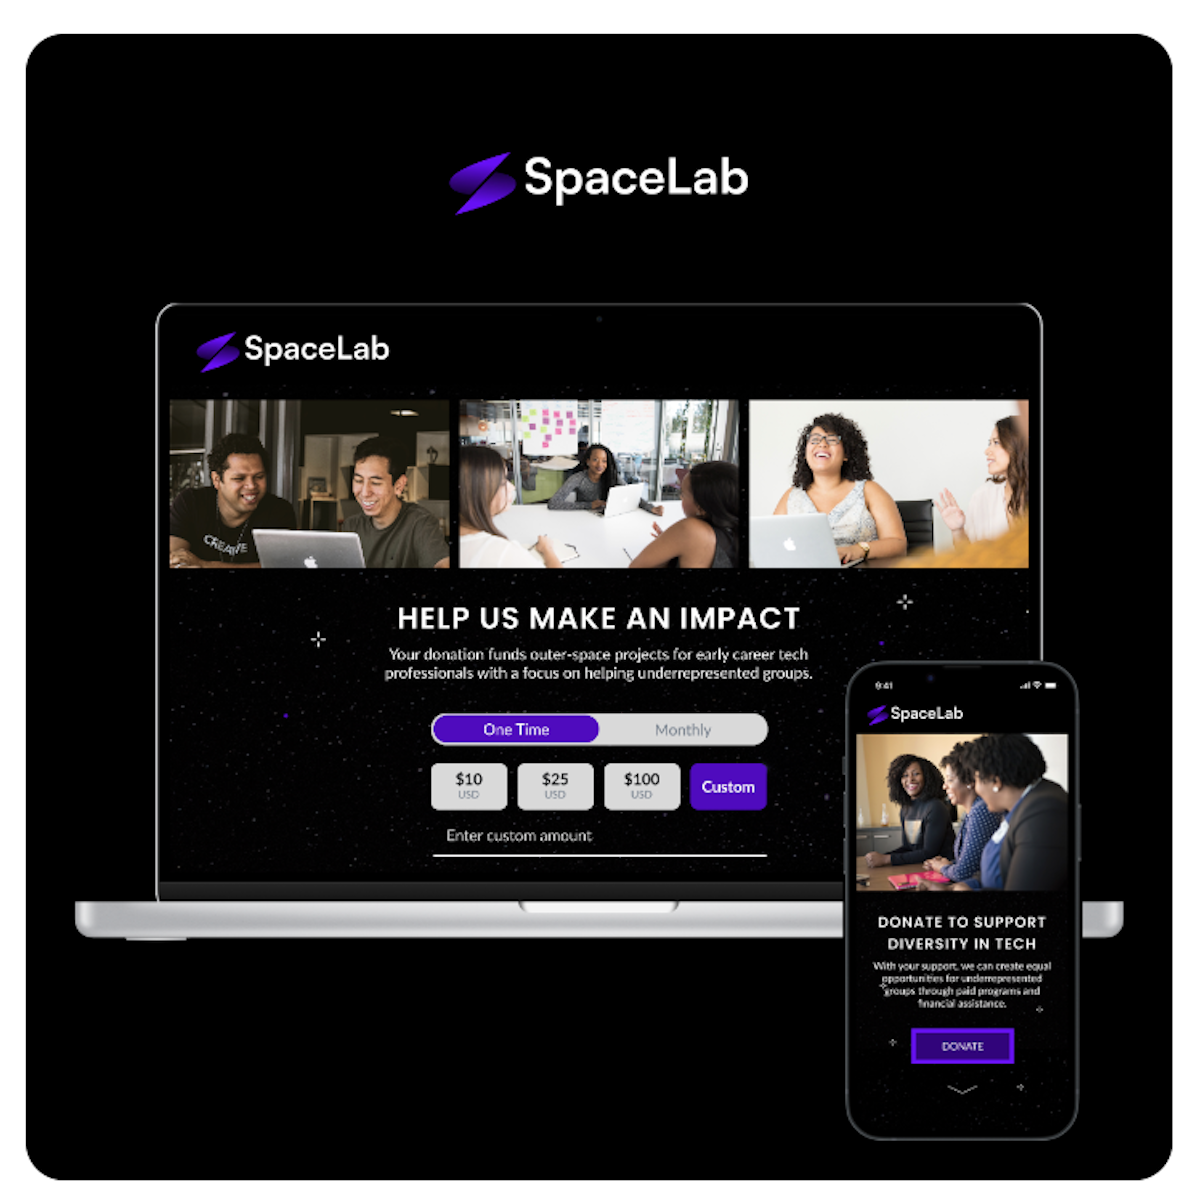 SpaceLab
SpaceLab
CREATIVE
HELP US MAKE AN IMPACT
Your donation funds outer-space projects for early career tech
professionals with a focus on helping underrepresented groups.
One Time
Monthly
$10
USD
$25
USD
$100
USD
Custom
Enter custom amount
9:41
SpaceLab
DONATE TO SUPPORT
DIVERSITY IN TECH
With your support, we can create equal
opportunities for underrepresented
groups through paid programs and
financial assistance.
DONATE